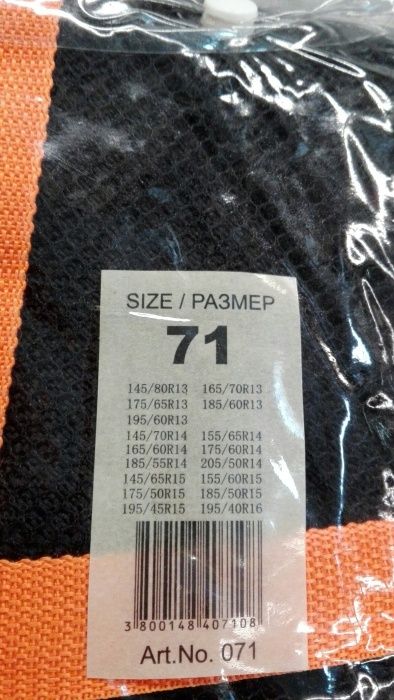 SIZE / РАЗМЕР
71
145/80R13 165/70R13
175/65R13 185/60R13
195/60R13
145/70R14 155/65R14
165/60R14 175/60R14
185/55R14 205/50R14
145/65R15 155/60R15
175/50R15 185/50R15
195/45R15 195/40R16
3 800148 407108
Art.No. 071